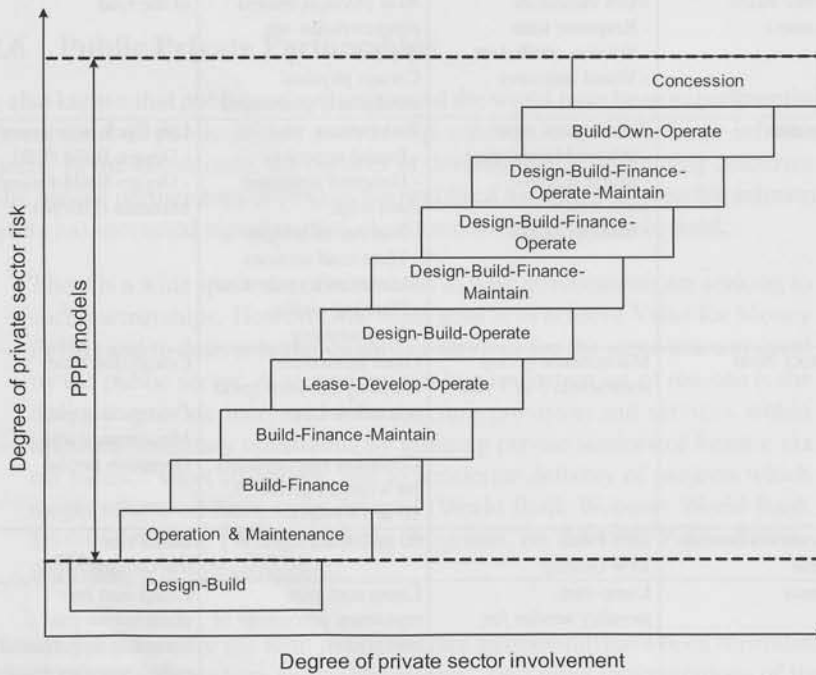 Degree of private sector risk
PPP models
Concession
Build-Own-Operate
Design-Build-Finance-
Operate-Maintain
Design-Build-Finance-
Operate
Design-Build-Finance-
Maintain
Design-Build-Operate
Lease-Develop-Operate
Build-Finance-Maintain
Build-Finance
Operation & Maintenance
Design-Build
Degree of private sector involvement